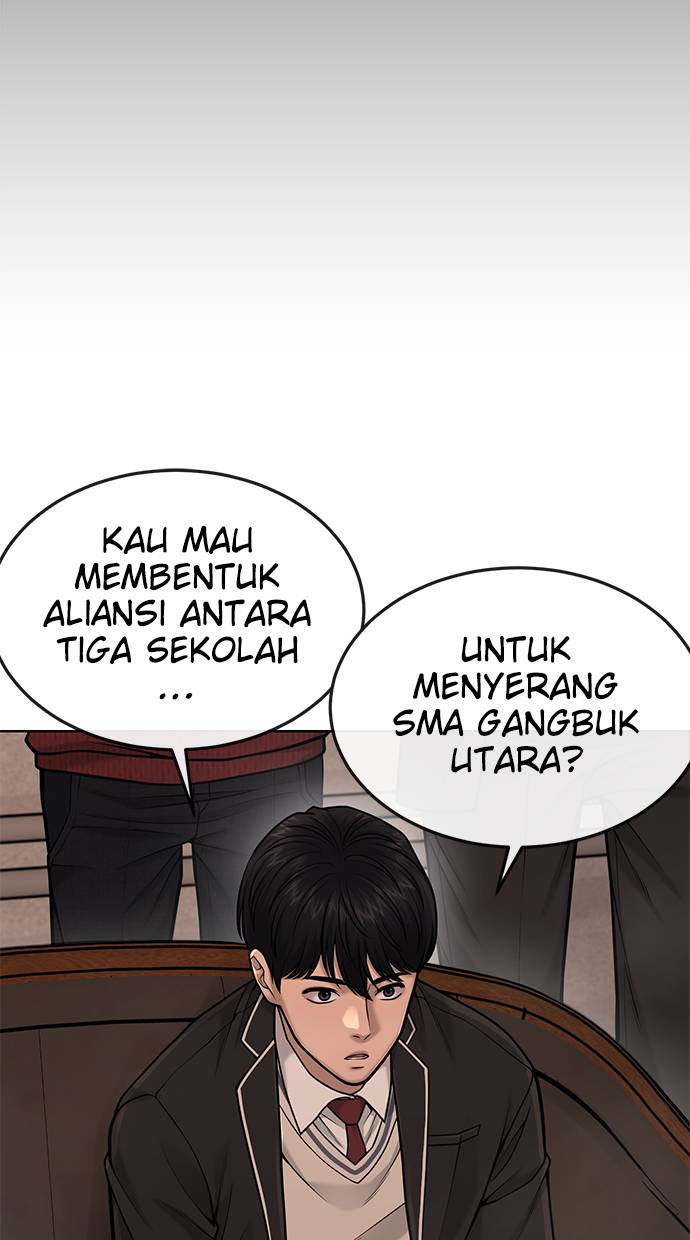 KAU MAU
MEMBENTUK
ALIANSI ANTARA
TIGA SEKOLAH
...
UNTUK
MENYERANG
SMA GANGBUK
UTARA?